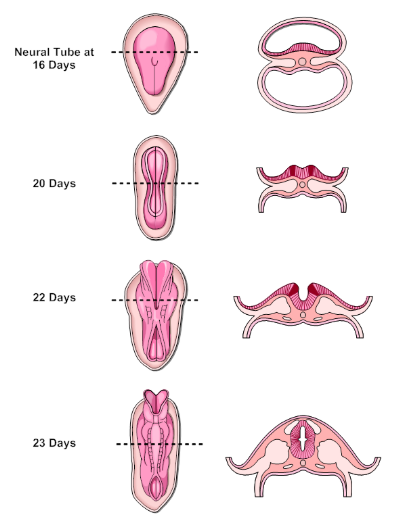 Neural Tube at
16 Days
20 Days
22 Days
23 Days